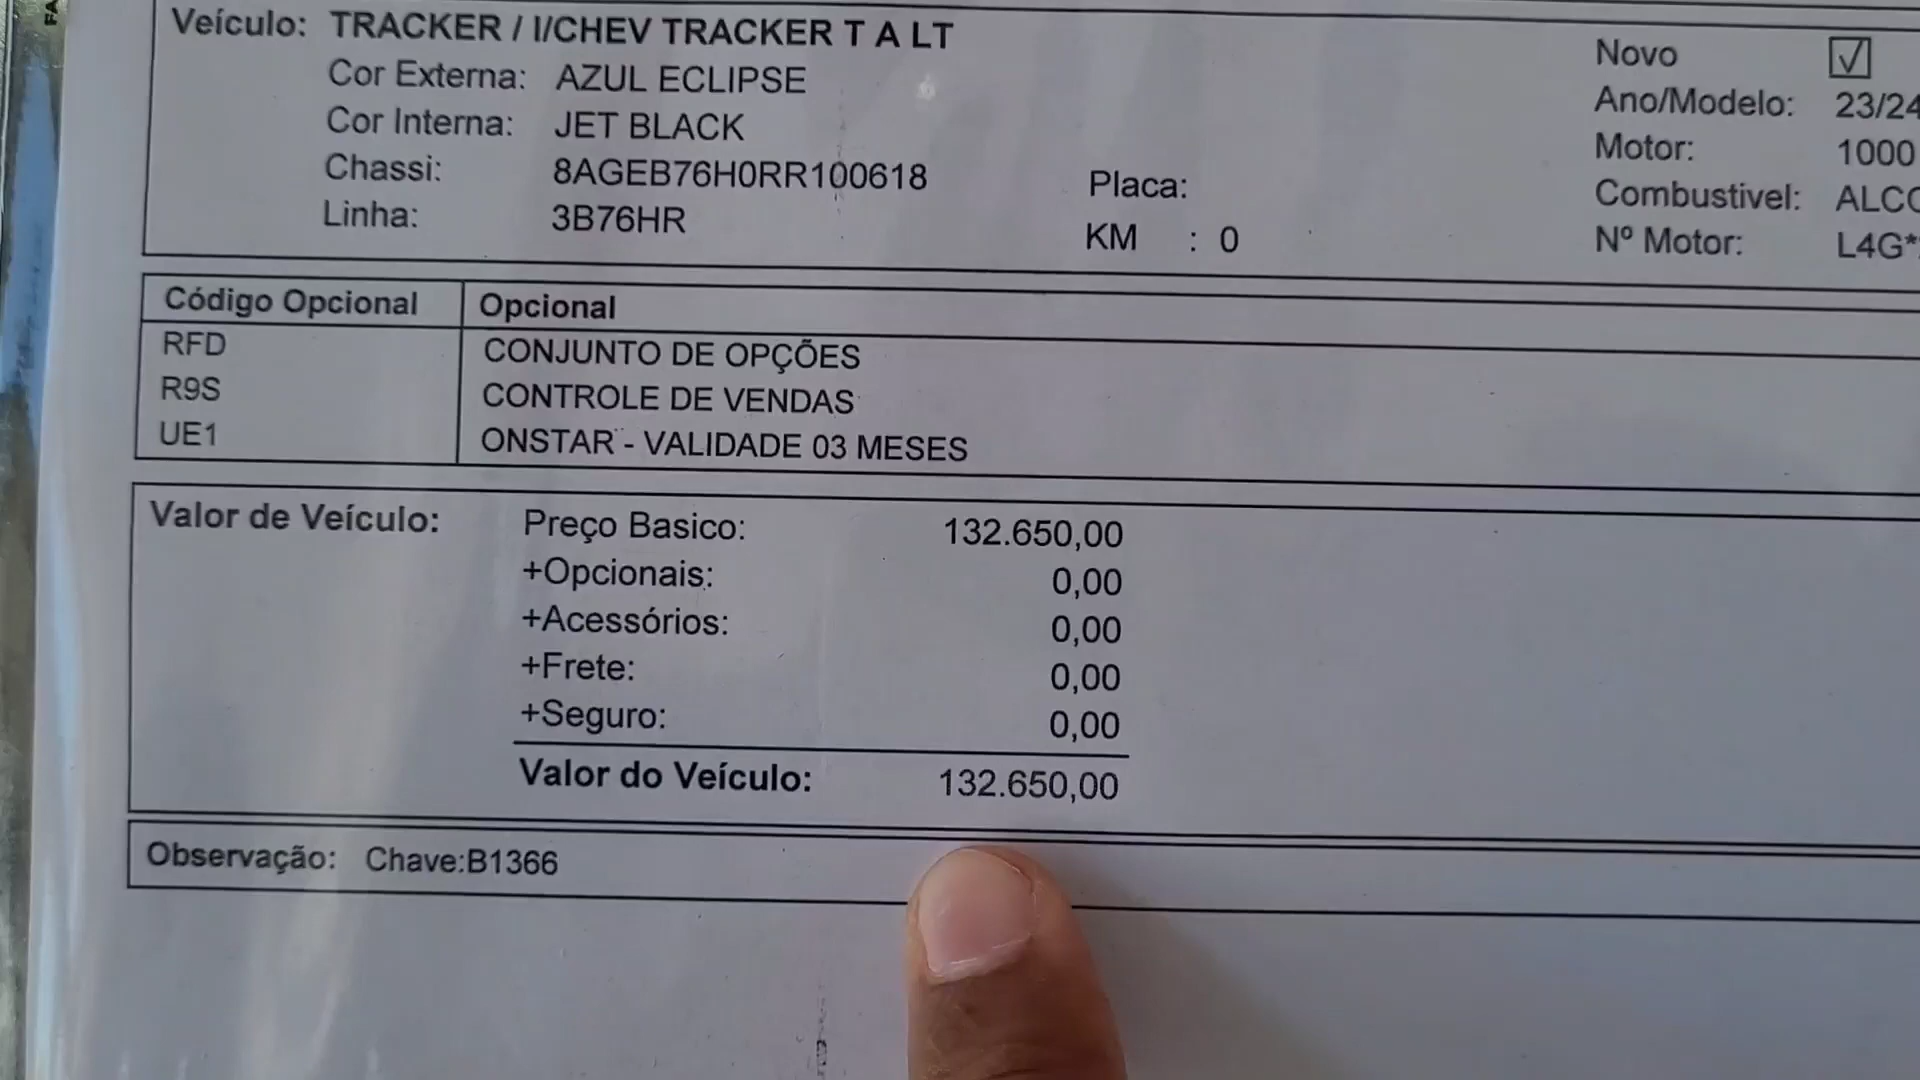 FA
Veículo: TRACKER / I/CHEV TRACKER T A LT
Cor Externa: AZUL ECLIPSE
Cor Interna: JET BLACK
Chassi: 8AGEB76H0RR100618
Linha: 3B76HR
Placa:
KM : 0
Novo ☑
Ano/Modelo: 23/24
Motor: 1000
Combustivel: ALCO
Nº Motor: L4G*
Código Opcional Opcional
RFD CONJUNTO DE OPÇÕES
R9S CONTROLE DE VENDAS
UE1 ONSTAR - VALIDADE 03 MESES
Valor de Veículo: Preço Basico: 132.650,00
+Opcionais: 0,00
+Acessórios: 0,00
+Frete: 0,00
+Seguro: 0,00
Valor do Veículo: 132.650,00
Observação: Chave:B1366